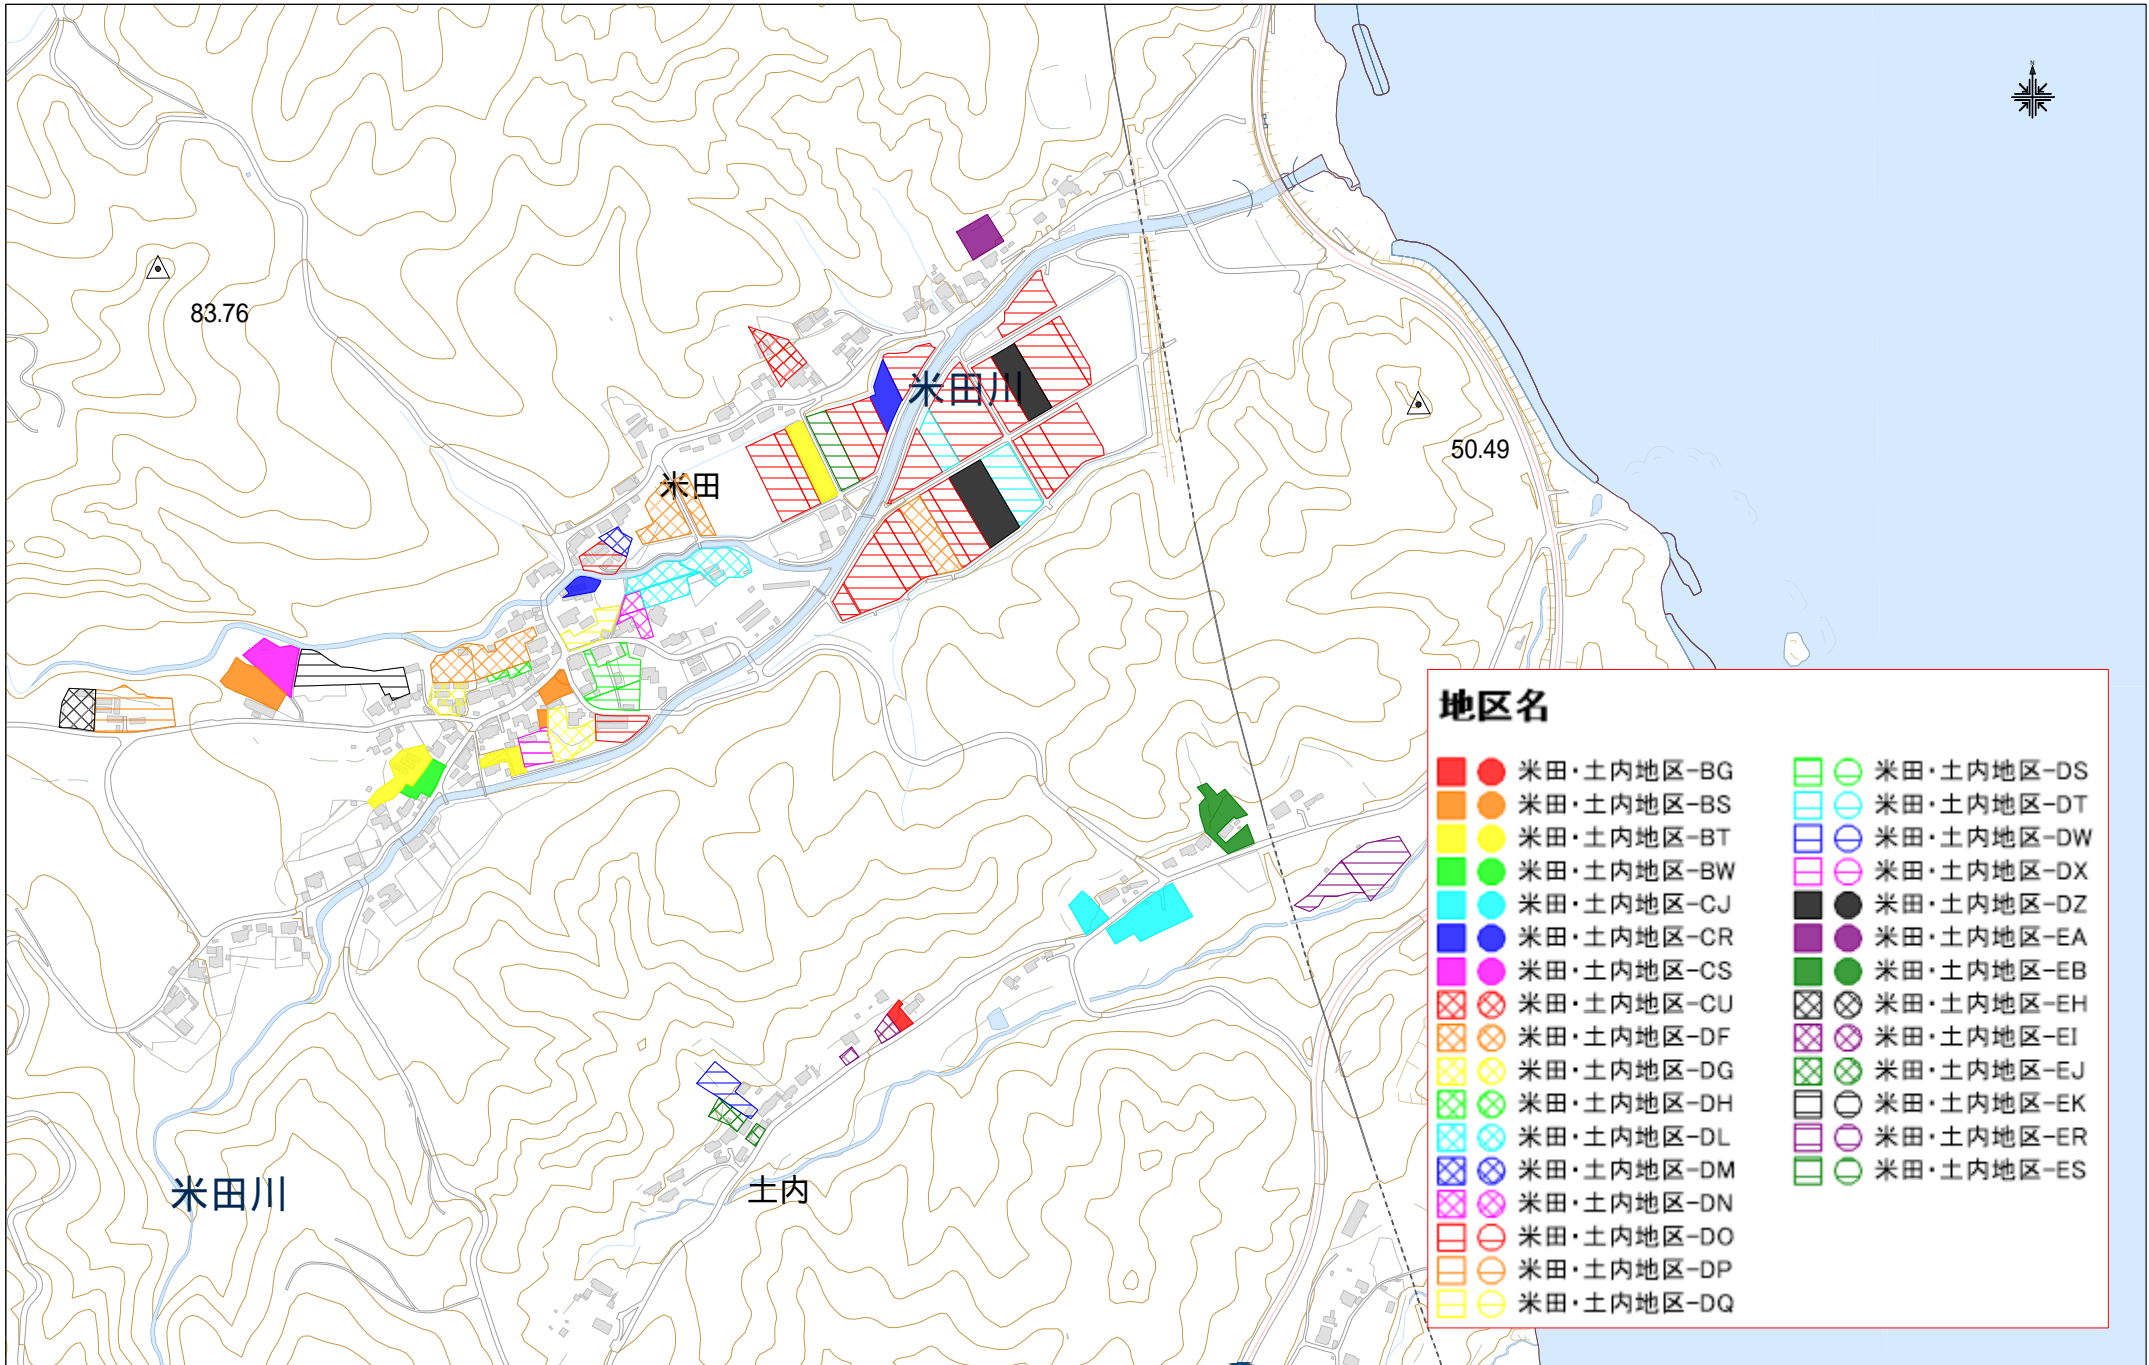 N
83.76
米田川
50.49
米田
地区名
米田・土内地区-BG
米田・土内地区-BS
米田・土内地区-BT
米田・土内地区-BW
米田・土内地区-CJ
米田・土内地区-CR
米田・土内地区-CS
米田・土内地区-CU
米田・土内地区-DF
米田・土内地区-DG
米田・土内地区-DH
米田・土内地区-DL
米田・土内地区-DM
米田・土内地区-DN
米田・土内地区-DO
米田・土内地区-DP
米田・土内地区-DQ
米田・土内地区-DS
米田・土内地区-DT
米田・土内地区-DW
米田・土内地区-DX
米田・土内地区-DZ
米田・土内地区-EA
米田・土内地区-EB
米田・土内地区-EH
米田・土内地区-EI
米田・土内地区-EJ
米田・土内地区-EK
米田・土内地区-ER
米田・土内地区-ES
米田川
土内